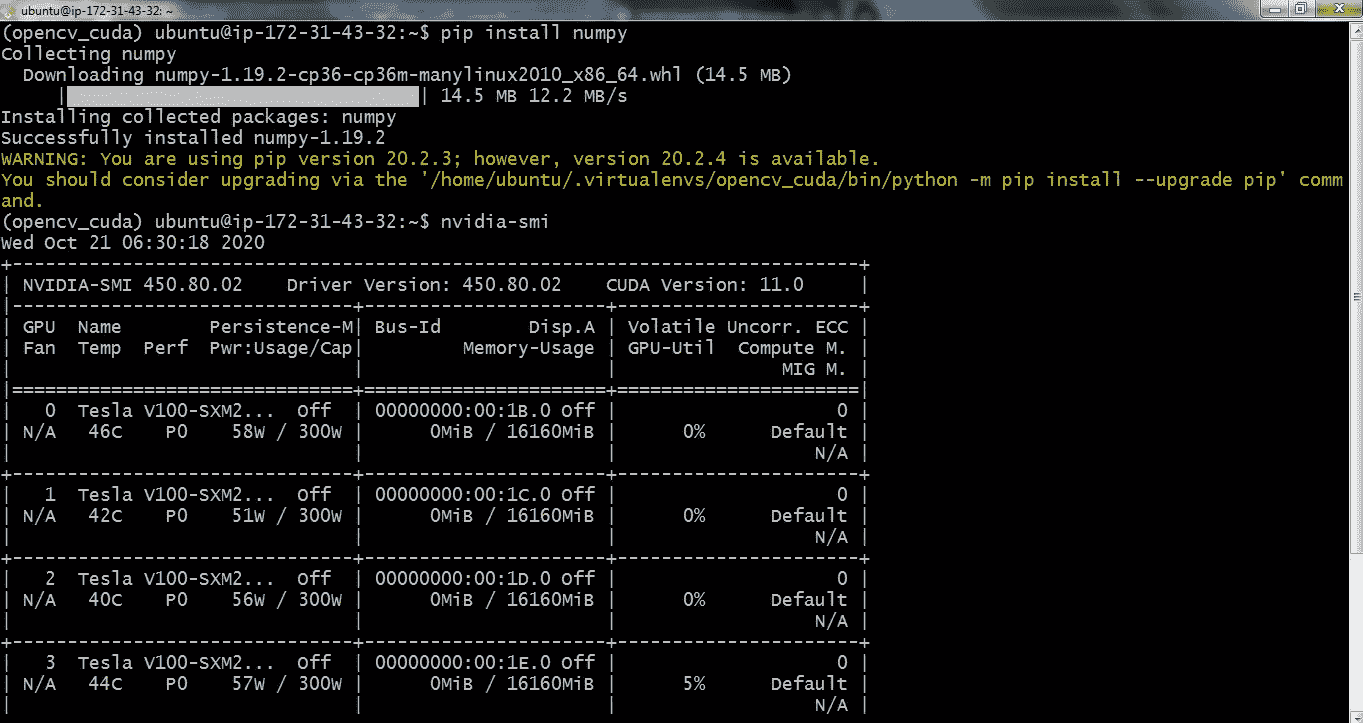 ubuntu@ip-172-31-43-32: ~
(opencv_cuda) ubuntu@ip-172-31-43-32:~$ pip install numpy
Collecting numpy
  Downloading numpy-1.19.2-cp36-cp36m-manylinux2010_x86_64.whl (14.5 MB)
     |                                | 14.5 MB 12.2 MB/s
Installing collected packages: numpy
Successfully installed numpy-1.19.2
WARNING: You are using pip version 20.2.3; however, version 20.2.4 is available.
You should consider upgrading via the '/home/ubuntu/.virtualenvs/opencv_cuda/bin/python -m pip install --upgrade pip' comm
and.
(opencv_cuda) ubuntu@ip-172-31-43-32:~$ nvidia-smi
Wed Oct 21 06:30:18 2020
+-----------------------------------------------------------------------------+
| NVIDIA-SMI 450.80.02    Driver Version: 450.80.02    CUDA Version: 11.0     |
|-------------------------------+----------------------+----------------------+
| GPU  Name        Persistence-M| Bus-Id        Disp.A | Volatile Uncorr. ECC |
| Fan  Temp  Perf  Pwr:Usage/Cap|         Memory-Usage | GPU-Util  Compute M. |
|                               |                      |               MIG M. |
|===============================+======================+======================|
|   0  Tesla V100-SXM2...  Off  | 00000000:00:1B.0 Off |                    0 |
| N/A   46C    P0    58W / 300W |      0MiB / 16160MiB |      0%      Default |
|                               |                      |                  N/A |
+-------------------------------+----------------------+----------------------+
|   1  Tesla V100-SXM2...  Off  | 00000000:00:1C.0 Off |                    0 |
| N/A   42C    P0    51W / 300W |      0MiB / 16160MiB |      0%      Default |
|                               |                      |                  N/A |
+-------------------------------+----------------------+----------------------+
|   2  Tesla V100-SXM2...  Off  | 00000000:00:1D.0 Off |                    0 |
| N/A   40C    P0    56W / 300W |      0MiB / 16160MiB |      0%      Default |
|                               |                      |                  N/A |
+-------------------------------+----------------------+----------------------+
|   3  Tesla V100-SXM2...  Off  | 00000000:00:1E.0 Off |                    0 |
| N/A   44C    P0    57W / 300W |      0MiB / 16160MiB |      5%      Default |
|                               |                      |                  N/A |